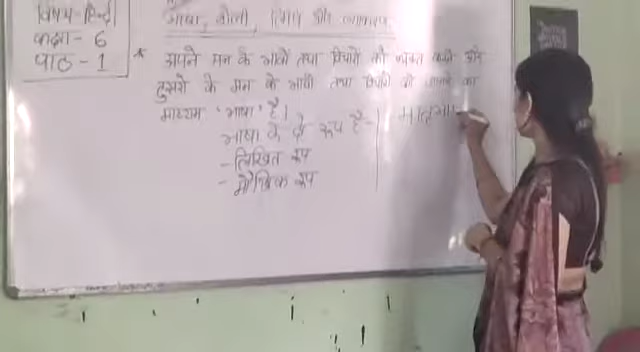 विषय-हिन्दी
कक्षा- 6
पाठ- 1
भाषा, बोली, लिपि और व्याकरण
* अपने मन के भावों तथा विचारों को व्यक्त करने और
दुसरो के मन के भावों तथा विचारों को जानने का
माध्यम 'भाषा' है।
भाषा के दो रूप है-
- लिखित रूप
- मौखिक रूप
मातृभा